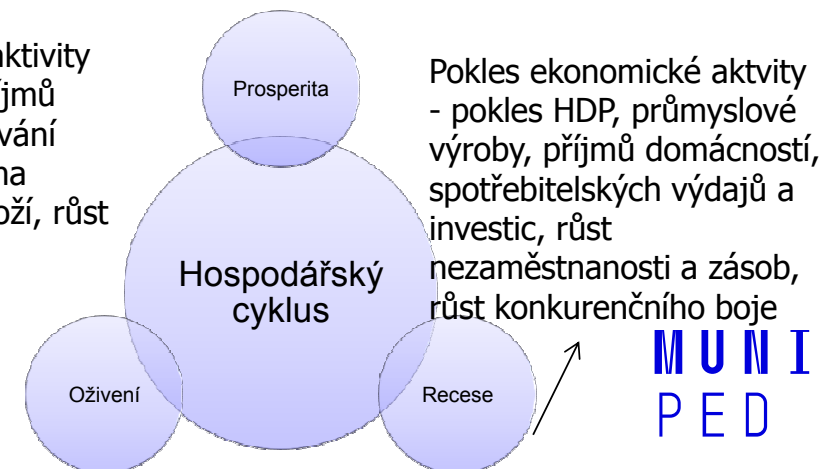 aktivity
jmů
vání
na
oží, růst
Prosperita
Pokles ekonomické aktvity
- pokles HDP, průmyslové
výroby, příjmů domácností,
spotřebitelských výdajů a
investic, růst
nezaměstnanosti a zásob,
růst konkurenčního boje
Hospodářský
cyklus
Oživení
Recese
MUNI
PED